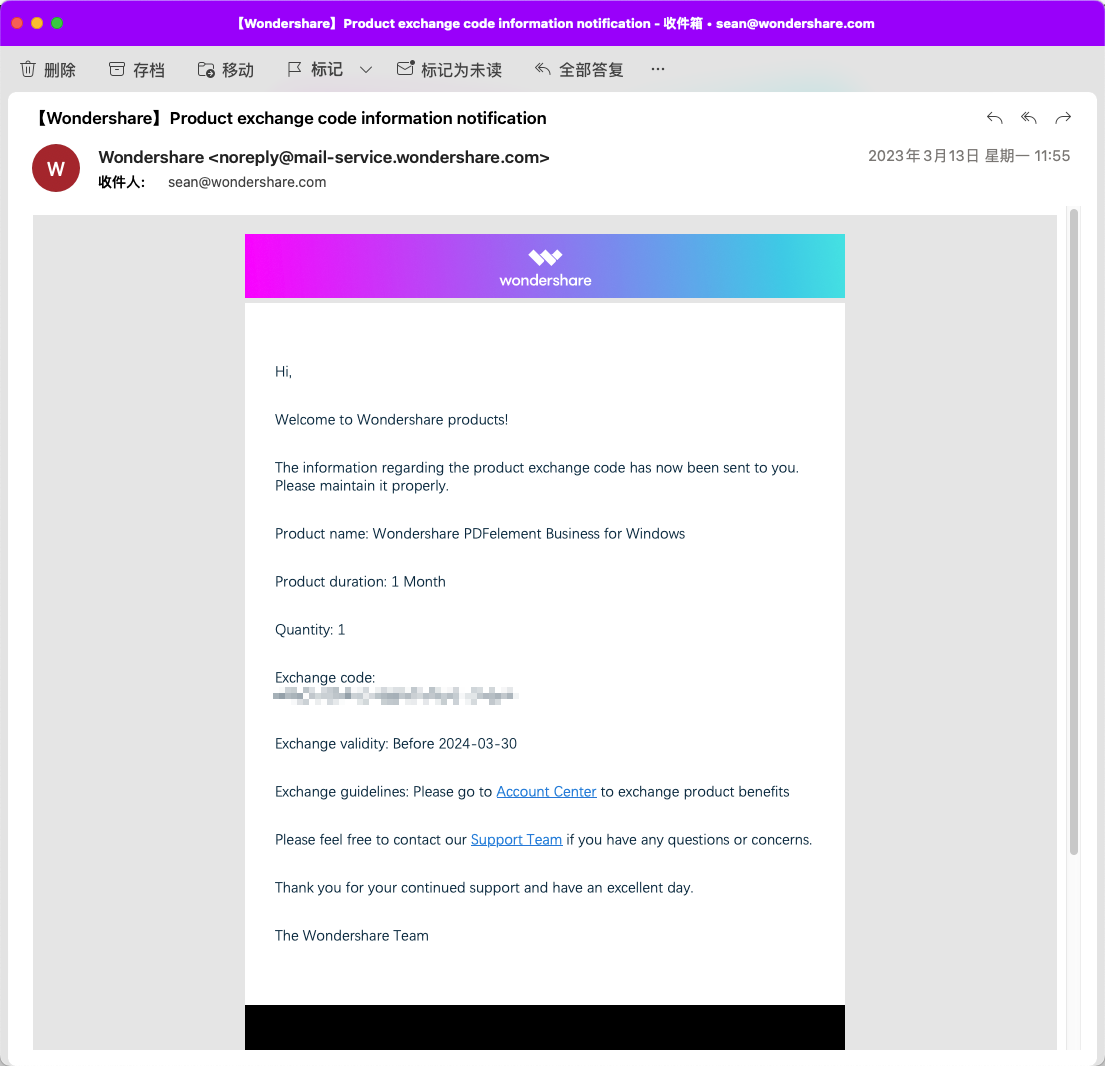 【Wondershare】Product exchange code information notification – 收件箱 • sean@wondershare.com
删除 存档 移动 标记 标记为未读 全部答复 ···
【Wondershare】Product exchange code information notification
W
Wondershare <noreply@mail-service.wondershare.com>
2023年3月13日 星期一 11:55
收件人: sean@wondershare.com
wondershare
Hi,
Welcome to Wondershare products!
The information regarding the product exchange code has now been sent to you.
Please maintain it properly.
Product name: Wondershare PDFelement Business for Windows
Product duration: 1 Month
Quantity: 1
Exchange code:
Exchange validity: Before 2024-03-30
Exchange guidelines: Please go to Account Center to exchange product benefits
Please feel free to contact our Support Team if you have any questions or concerns.
Thank you for your continued support and have an excellent day.
The Wondershare Team